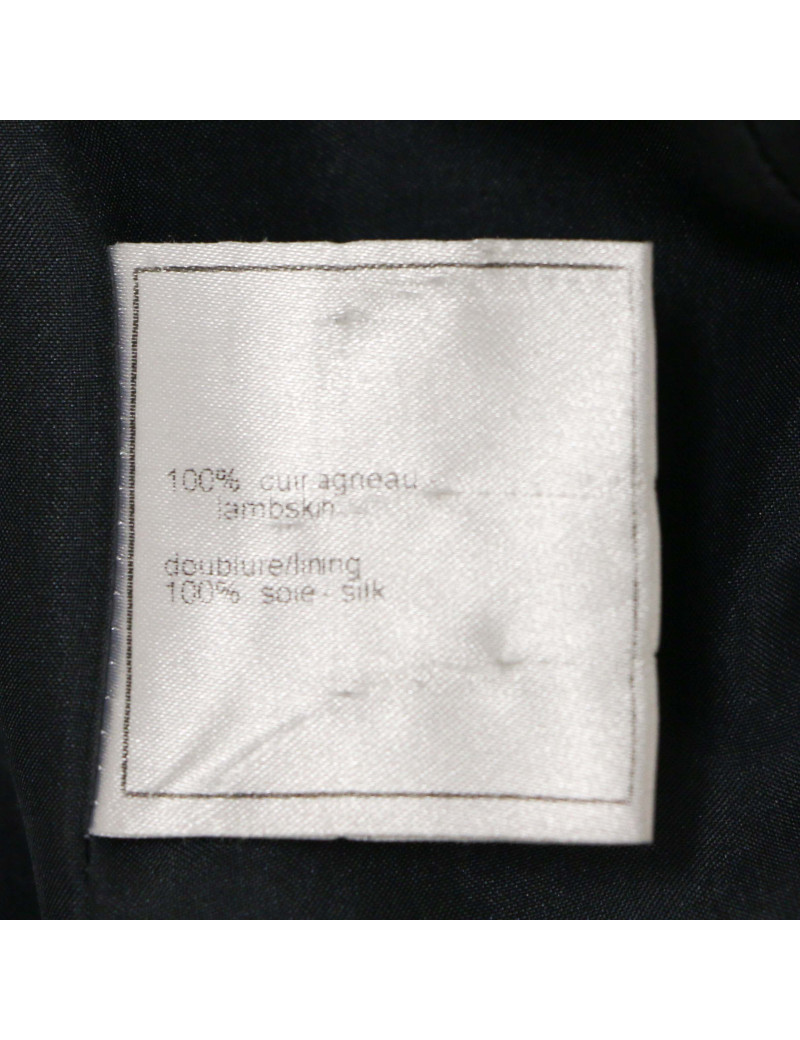 100% cuir agneau
lambskin
doublure/lining
100% soie - silk